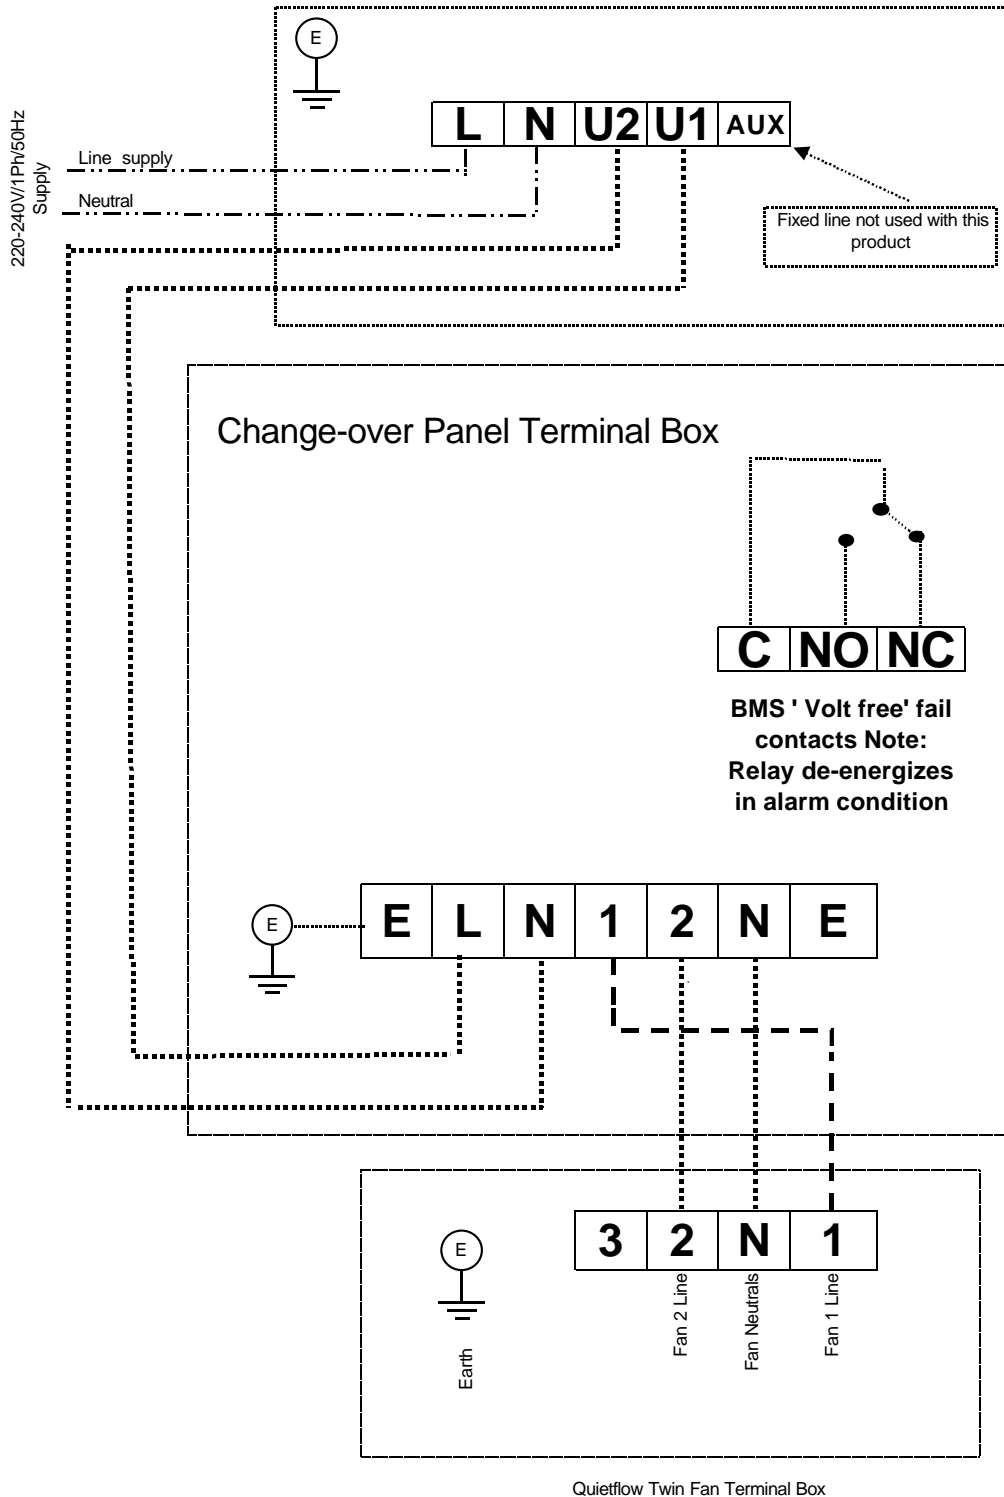 E
L N U2 U1 AUX
220-240V/1Ph/50Hz
Supply
Line supply
Neutral
Fixed line not used with this
product
Change-over Panel Terminal Box
C NO NC
BMS ' Volt free' fail
contacts Note:
Relay de-energizes
in alarm condition
E
E L N 1 2 N E
3 2 N 1
E
Earth
Fan 2 Line
Fan Neutrals
Fan 1 Line
Quietflow Twin Fan Terminal Box